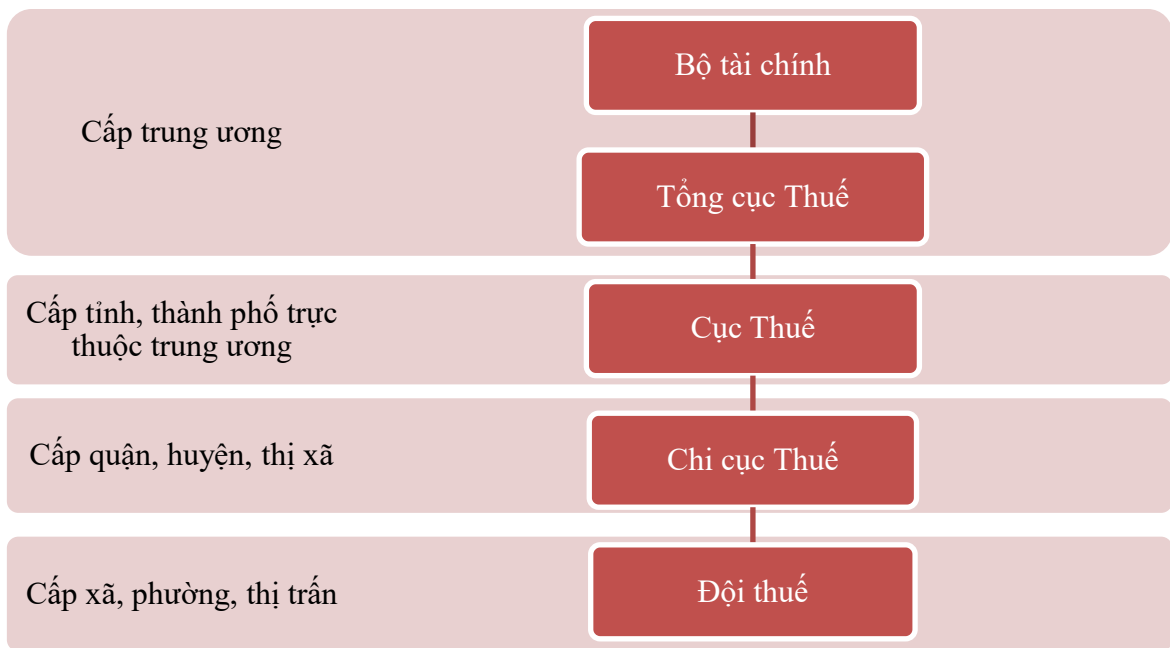 Cấp trung ương
Bộ tài chính
Tổng cục Thuế
Cấp tỉnh, thành phố trực
thuộc trung ương
Cục Thuế
Cấp quận, huyện, thị xã
Chi cục Thuế
Cấp xã, phường, thị trấn
Đội thuế